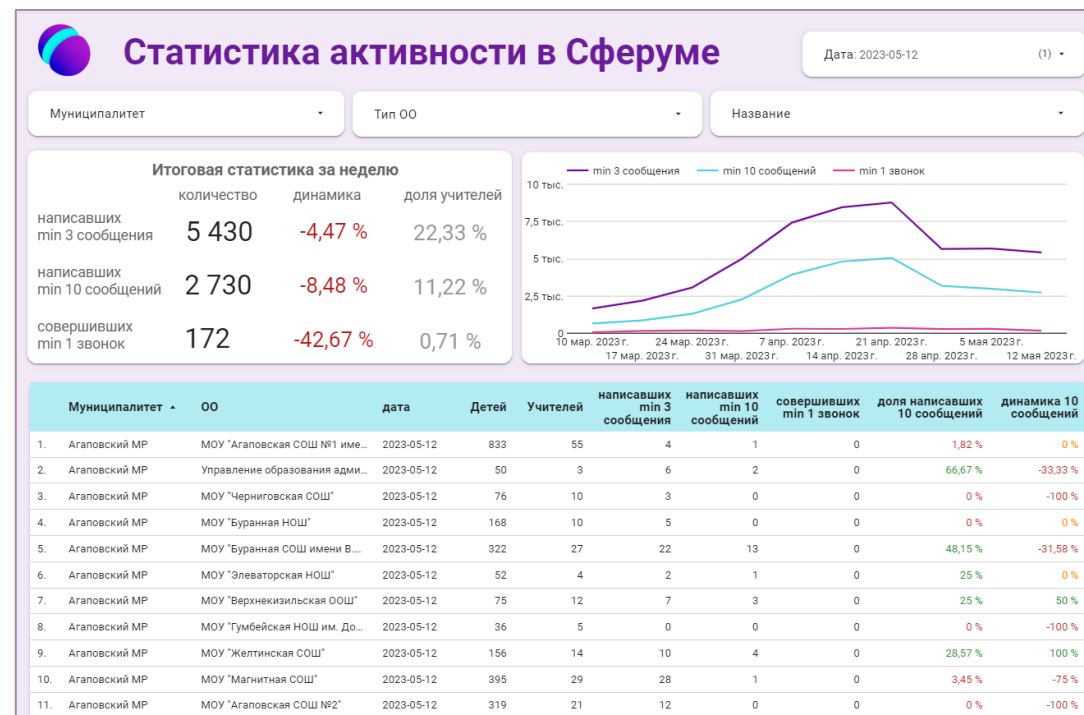 Статистика активности в Сферуме
Дата: 2023-05-12 (1)
Муниципалитет Тип ОО Название
Итоговая статистика за неделю
количество динамика доля учителей
написавших min 3 сообщения 5 430 -4,47 % 22,33 %
написавших min 10 сообщений 2 730 -8,48 % 11,22 %
совершивших min 1 звонок 172 -42,67 % 0,71 %
min 3 сообщения min 10 сообщений min 1 звонок
10 тыс.
7,5 тыс.
5 тыс.
2,5 тыс.
0
10 мар. 2023 г. 24 мар. 2023 г. 7 апр. 2023 г. 21 апр. 2023 г. 5 мая 2023 г.
17 мар. 2023 г. 31 мар. 2023 г. 14 апр. 2023 г. 28 апр. 2023 г. 12 мая 2023 г.
Муниципалитет ОО дата Детей Учителей написавших min 3 сообщения написавших min 10 сообщений совершивших min 1 звонок доля написавших 10 сообщений динамика 10 сообщений
1. Агаповский МР МОУ "Агаповская СОШ №1 име... 2023-05-12 833 55 4 1 0 1,82 % 0 %
2. Агаповский МР Управление образования адми... 2023-05-12 50 3 6 2 0 66,67 % -33,33 %
3. Агаповский МР МОУ "Черниговская СОШ" 2023-05-12 76 10 3 0 0 0 % -100 %
4. Агаповский МР МОУ "Буранная НОШ" 2023-05-12 168 10 5 0 0 0 % 0 %
5. Агаповский МР МОУ "Буранная СОШ имени В.... 2023-05-12 322 27 22 13 0 48,15 % -31,58 %
6. Агаповский МР МОУ "Элеваторская НОШ" 2023-05-12 52 4 2 1 0 25 % 0 %
7. Агаповский МР МОУ "Верхнекизильская ООШ" 2023-05-12 75 12 7 3 0 25 % 50 %
8. Агаповский МР МОУ "Гумбейская НОШ им. До... 2023-05-12 36 5 0 0 0 0 % -100 %
9. Агаповский МР МОУ "Желтинская СОШ" 2023-05-12 156 14 10 4 0 28,57 % 100 %
10. Агаповский МР МОУ "Магнитная СОШ" 2023-05-12 395 29 28 1 0 3,45 % -75 %
11. Агаповский МР МОУ "Агаповская СОШ №2" 2023-05-12 319 21 12 0 0 0 % -100 %